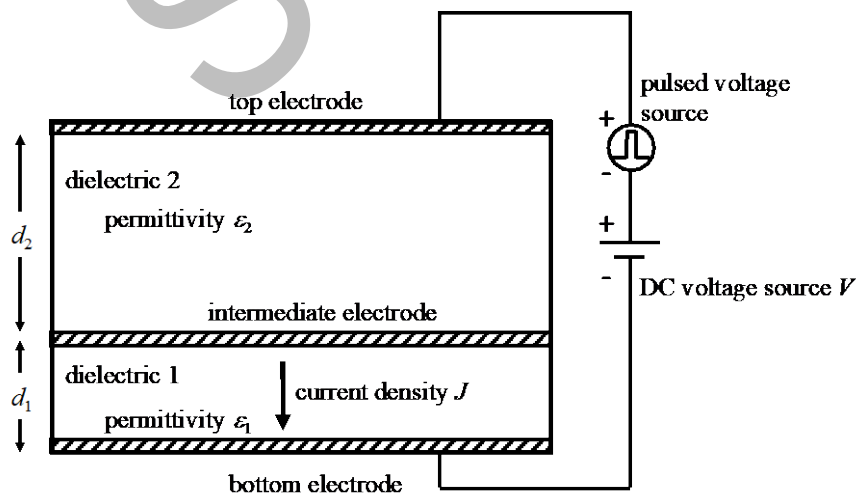 top electrode
pulsed voltage
source
+
-
dielectric 2
permittivity ε₂
d₂
+
-
DC voltage source V
intermediate electrode
dielectric 1
current density J
d₁
permittivity ε₁
bottom electrode